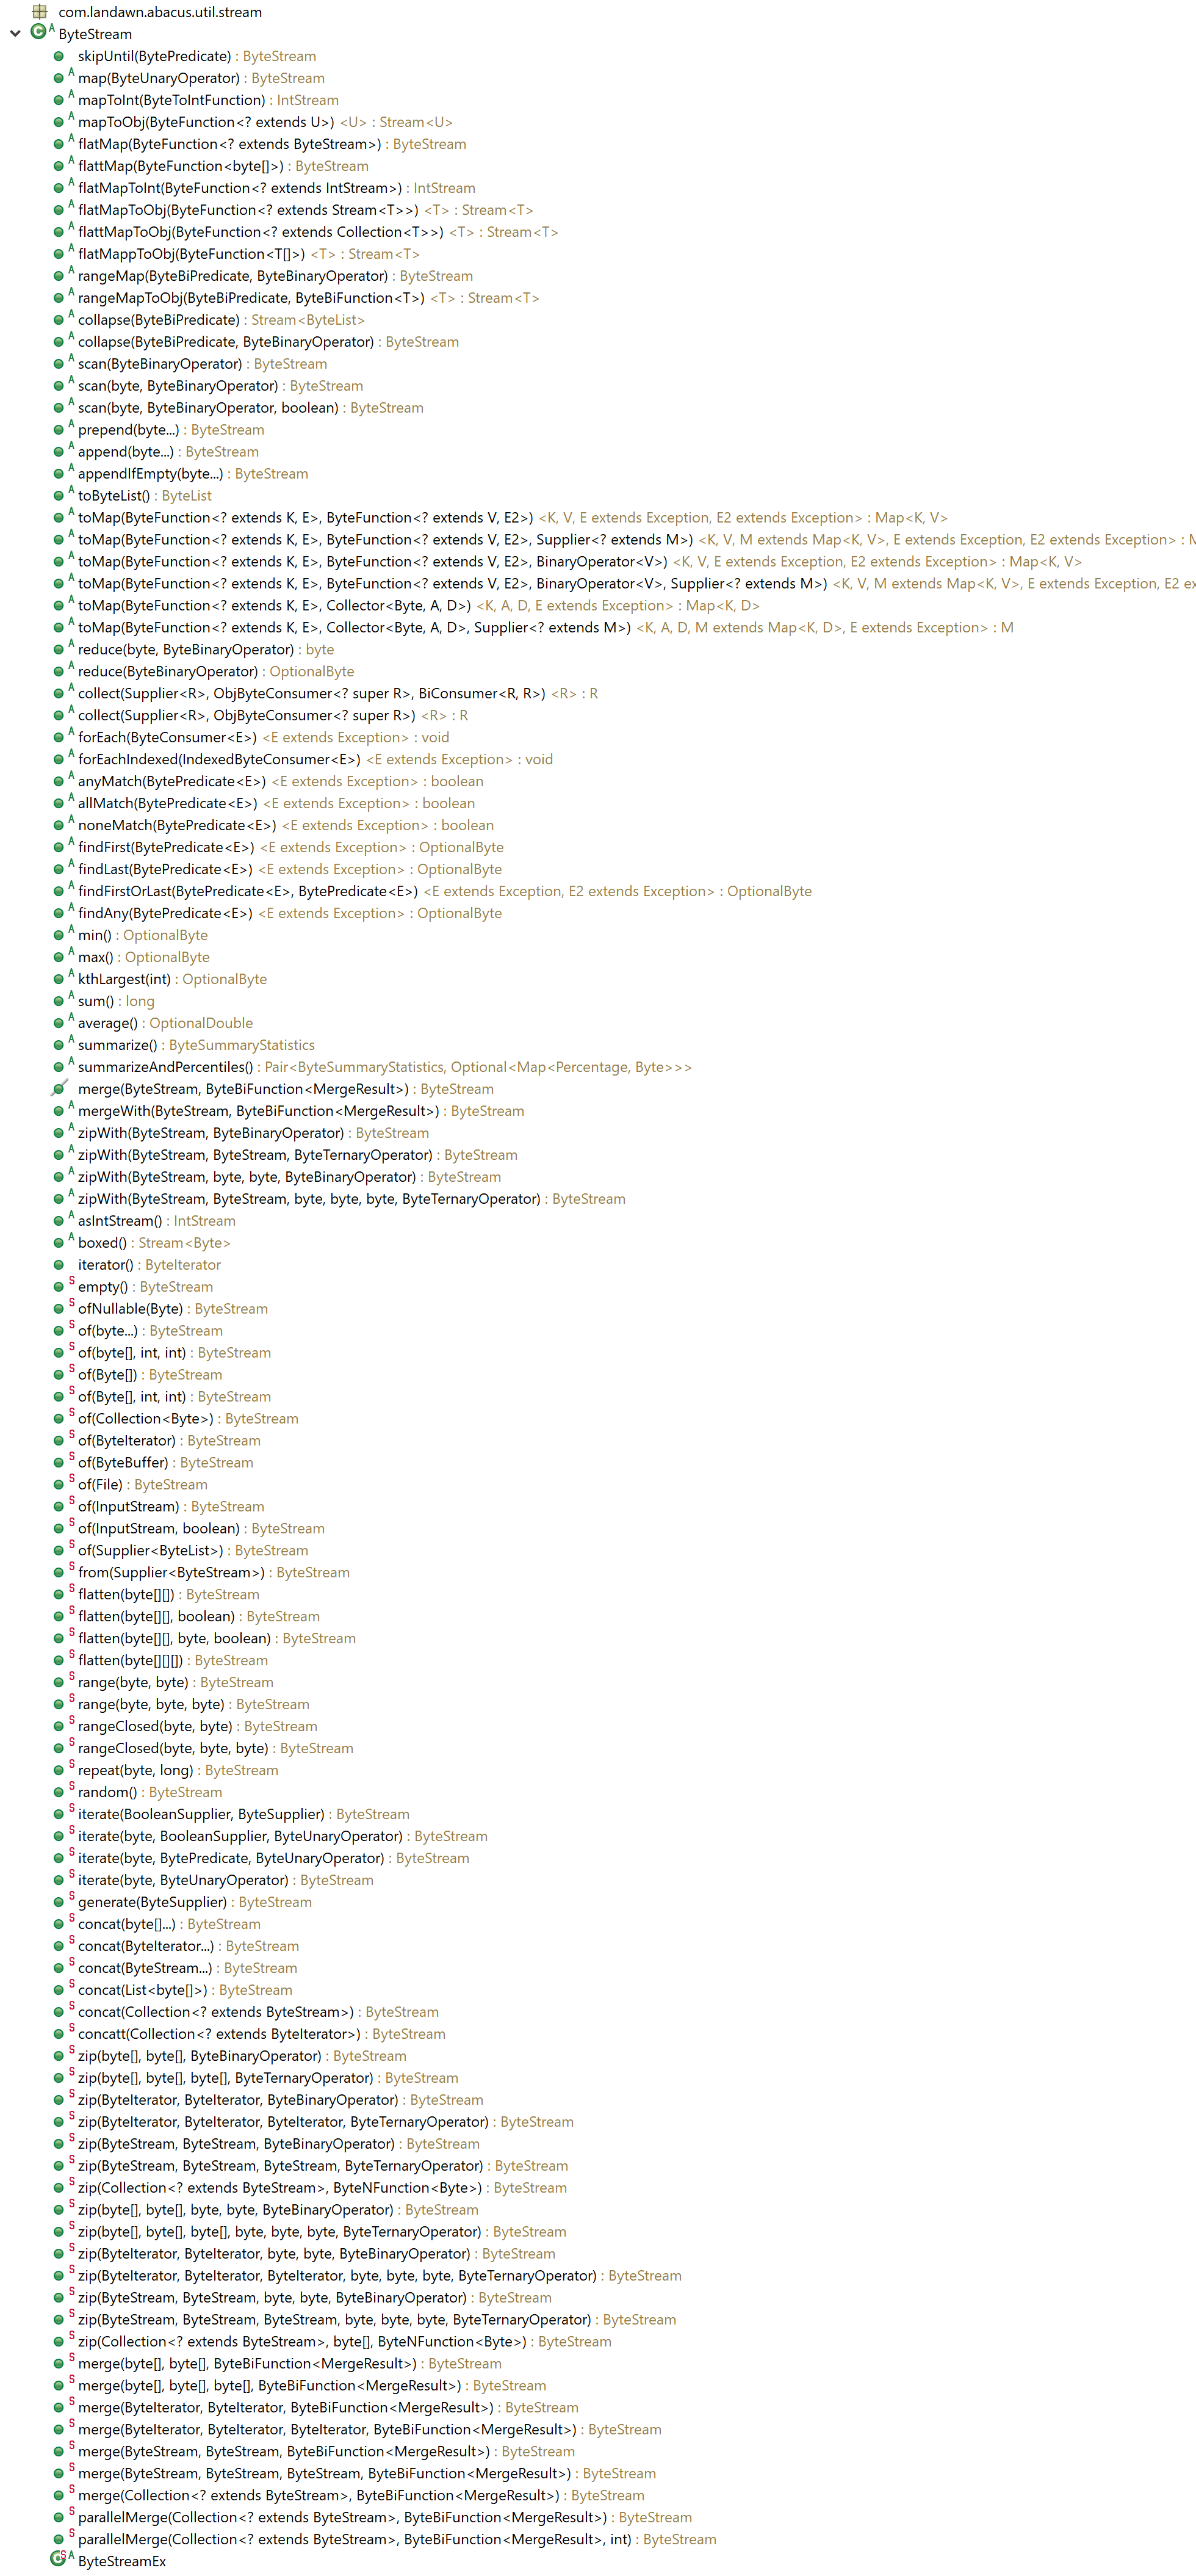 com.landawn.abacus.util.stream
ByteStream
skipUntil(BytePredicate) : ByteStream
map(ByteUnaryOperator) : ByteStream
mapToInt(ByteToIntFunction) : IntStream
mapToObj(ByteFunction<? extends U>) <U> : Stream<U>
flatMap(ByteFunction<? extends ByteStream>) : ByteStream
flattMap(ByteFunction<byte[]>) : ByteStream
flatMapToInt(ByteFunction<? extends IntStream>) : IntStream
flatMapToObj(ByteFunction<? extends Stream<T>>) <T> : Stream<T>
flattMapToObj(ByteFunction<? extends Collection<T>>) <T> : Stream<T>
flatMappToObj(ByteFunction<T[]>) <T> : Stream<T>
rangeMap(ByteBiPredicate, ByteBinaryOperator) : ByteStream
rangeMapToObj(ByteBiPredicate, ByteBiFunction<T>) <T> : Stream<T>
collapse(ByteBiPredicate) : Stream<ByteList>
collapse(ByteBiPredicate, ByteBinaryOperator) : ByteStream
scan(ByteBinaryOperator) : ByteStream
scan(byte, ByteBinaryOperator) : ByteStream
scan(byte, ByteBinaryOperator, boolean) : ByteStream
prepend(byte...) : ByteStream
append(byte...) : ByteStream
appendIfEmpty(byte...) : ByteStream
toByteList() : ByteList
toMap(ByteFunction<? extends K, E>, ByteFunction<? extends V, E2>) <K, V, E extends Exception, E2 extends Exception> : Map<K, V>
toMap(ByteFunction<? extends K, E>, ByteFunction<? extends V, E2>, Supplier<? extends M>) <K, V, M extends Map<K, V>, E extends Exception, E2 extends Exception> : M
toMap(ByteFunction<? extends K, E>, ByteFunction<? extends V, E2>, BinaryOperator<V>) <K, V, E extends Exception, E2 extends Exception> : Map<K, V>
toMap(ByteFunction<? extends K, E>, ByteFunction<? extends V, E2>, BinaryOperator<V>, Supplier<? extends M>) <K, V, M extends Map<K, V>, E extends Exception, E2 ex
toMap(ByteFunction<? extends K, E>, Collector<Byte, A, D>) <K, A, D, E extends Exception> : Map<K, D>
toMap(ByteFunction<? extends K, E>, Collector<Byte, A, D>, Supplier<? extends M>) <K, A, D, M extends Map<K, D>, E extends Exception> : M
reduce(byte, ByteBinaryOperator) : byte
reduce(ByteBinaryOperator) : OptionalByte
collect(Supplier<R>, ObjByteConsumer<? super R>, BiConsumer<R, R>) <R> : R
collect(Supplier<R>, ObjByteConsumer<? super R>) <R> : R
forEach(ByteConsumer<E>) <E extends Exception> : void
forEachIndexed(IndexedByteConsumer<E>) <E extends Exception> : void
anyMatch(BytePredicate<E>) <E extends Exception> : boolean
allMatch(BytePredicate<E>) <E extends Exception> : boolean
noneMatch(BytePredicate<E>) <E extends Exception> : boolean
findFirst(BytePredicate<E>) <E extends Exception> : OptionalByte
findLast(BytePredicate<E>) <E extends Exception> : OptionalByte
findFirstOrLast(BytePredicate<E>, BytePredicate<E>) <E extends Exception, E2 extends Exception> : OptionalByte
findAny(BytePredicate<E>) <E extends Exception> : OptionalByte
min() : OptionalByte
max() : OptionalByte
kthLargest(int) : OptionalByte
sum() : long
average() : OptionalDouble
summarize() : ByteSummaryStatistics
summarizeAndPercentiles() : Pair<ByteSummaryStatistics, Optional<Map<Percentage, Byte>>>
merge(ByteStream, ByteBiFunction<MergeResult>) : ByteStream
mergeWith(ByteStream, ByteBiFunction<MergeResult>) : ByteStream
zipWith(ByteStream, ByteBinaryOperator) : ByteStream
zipWith(ByteStream, ByteStream, ByteTernaryOperator) : ByteStream
zipWith(ByteStream, byte, byte, ByteBinaryOperator) : ByteStream
zipWith(ByteStream, ByteStream, byte, byte, byte, ByteTernaryOperator) : ByteStream
asIntStream() : IntStream
boxed() : Stream<Byte>
iterator() : ByteIterator
empty() : ByteStream
ofNullable(Byte) : ByteStream
of(byte...) : ByteStream
of(byte[], int, int) : ByteStream
of(Byte[]) : ByteStream
of(Byte[], int, int) : ByteStream
of(Collection<Byte>) : ByteStream
of(ByteIterator) : ByteStream
of(ByteBuffer) : ByteStream
of(File) : ByteStream
of(InputStream) : ByteStream
of(InputStream, boolean) : ByteStream
of(Supplier<ByteList>) : ByteStream
from(Supplier<ByteStream>) : ByteStream
flatten(byte[][]) : ByteStream
flatten(byte[][], boolean) : ByteStream
flatten(byte[][], byte, boolean) : ByteStream
flatten(byte[][][]) : ByteStream
range(byte, byte) : ByteStream
range(byte, byte, byte) : ByteStream
rangeClosed(byte, byte) : ByteStream
rangeClosed(byte, byte, byte) : ByteStream
repeat(byte, long) : ByteStream
random() : ByteStream
iterate(BooleanSupplier, ByteSupplier) : ByteStream
iterate(byte, BooleanSupplier, ByteUnaryOperator) : ByteStream
iterate(byte, BytePredicate, ByteUnaryOperator) : ByteStream
iterate(byte, ByteUnaryOperator) : ByteStream
generate(ByteSupplier) : ByteStream
concat(byte[]...) : ByteStream
concat(ByteIterator...) : ByteStream
concat(ByteStream...) : ByteStream
concat(List<byte[]>) : ByteStream
concat(Collection<? extends ByteStream>) : ByteStream
concatt(Collection<? extends ByteIterator>) : ByteStream
zip(byte[], byte[], ByteBinaryOperator) : ByteStream
zip(byte[], byte[], byte[], ByteTernaryOperator) : ByteStream
zip(ByteIterator, ByteIterator, ByteBinaryOperator) : ByteStream
zip(ByteIterator, ByteIterator, ByteIterator, ByteTernaryOperator) : ByteStream
zip(ByteStream, ByteStream, ByteBinaryOperator) : ByteStream
zip(ByteStream, ByteStream, ByteStream, ByteTernaryOperator) : ByteStream
zip(Collection<? extends ByteStream>, ByteNFunction<Byte>) : ByteStream
zip(byte[], byte[], byte, byte, ByteBinaryOperator) : ByteStream
zip(byte[], byte[], byte[], byte, byte, byte, ByteTernaryOperator) : ByteStream
zip(ByteIterator, ByteIterator, byte, byte, ByteBinaryOperator) : ByteStream
zip(ByteIterator, ByteIterator, ByteIterator, byte, byte, byte, ByteTernaryOperator) : ByteStream
zip(ByteStream, ByteStream, byte, byte, ByteBinaryOperator) : ByteStream
zip(ByteStream, ByteStream, ByteStream, byte, byte, byte, ByteTernaryOperator) : ByteStream
zip(Collection<? extends ByteStream>, byte[], ByteNFunction<Byte>) : ByteStream
merge(byte[], byte[], ByteBiFunction<MergeResult>) : ByteStream
merge(byte[], byte[], byte[], ByteBiFunction<MergeResult>) : ByteStream
merge(ByteIterator, ByteIterator, ByteBiFunction<MergeResult>) : ByteStream
merge(ByteIterator, ByteIterator, ByteIterator, ByteBiFunction<MergeResult>) : ByteStream
merge(ByteStream, ByteStream, ByteBiFunction<MergeResult>) : ByteStream
merge(ByteStream, ByteStream, ByteStream, ByteBiFunction<MergeResult>) : ByteStream
merge(Collection<? extends ByteStream>, ByteBiFunction<MergeResult>) : ByteStream
parallelMerge(Collection<? extends ByteStream>, ByteBiFunction<MergeResult>) : ByteStream
parallelMerge(Collection<? extends ByteStream>, ByteBiFunction<MergeResult>, int) : ByteStream
ByteStreamEx